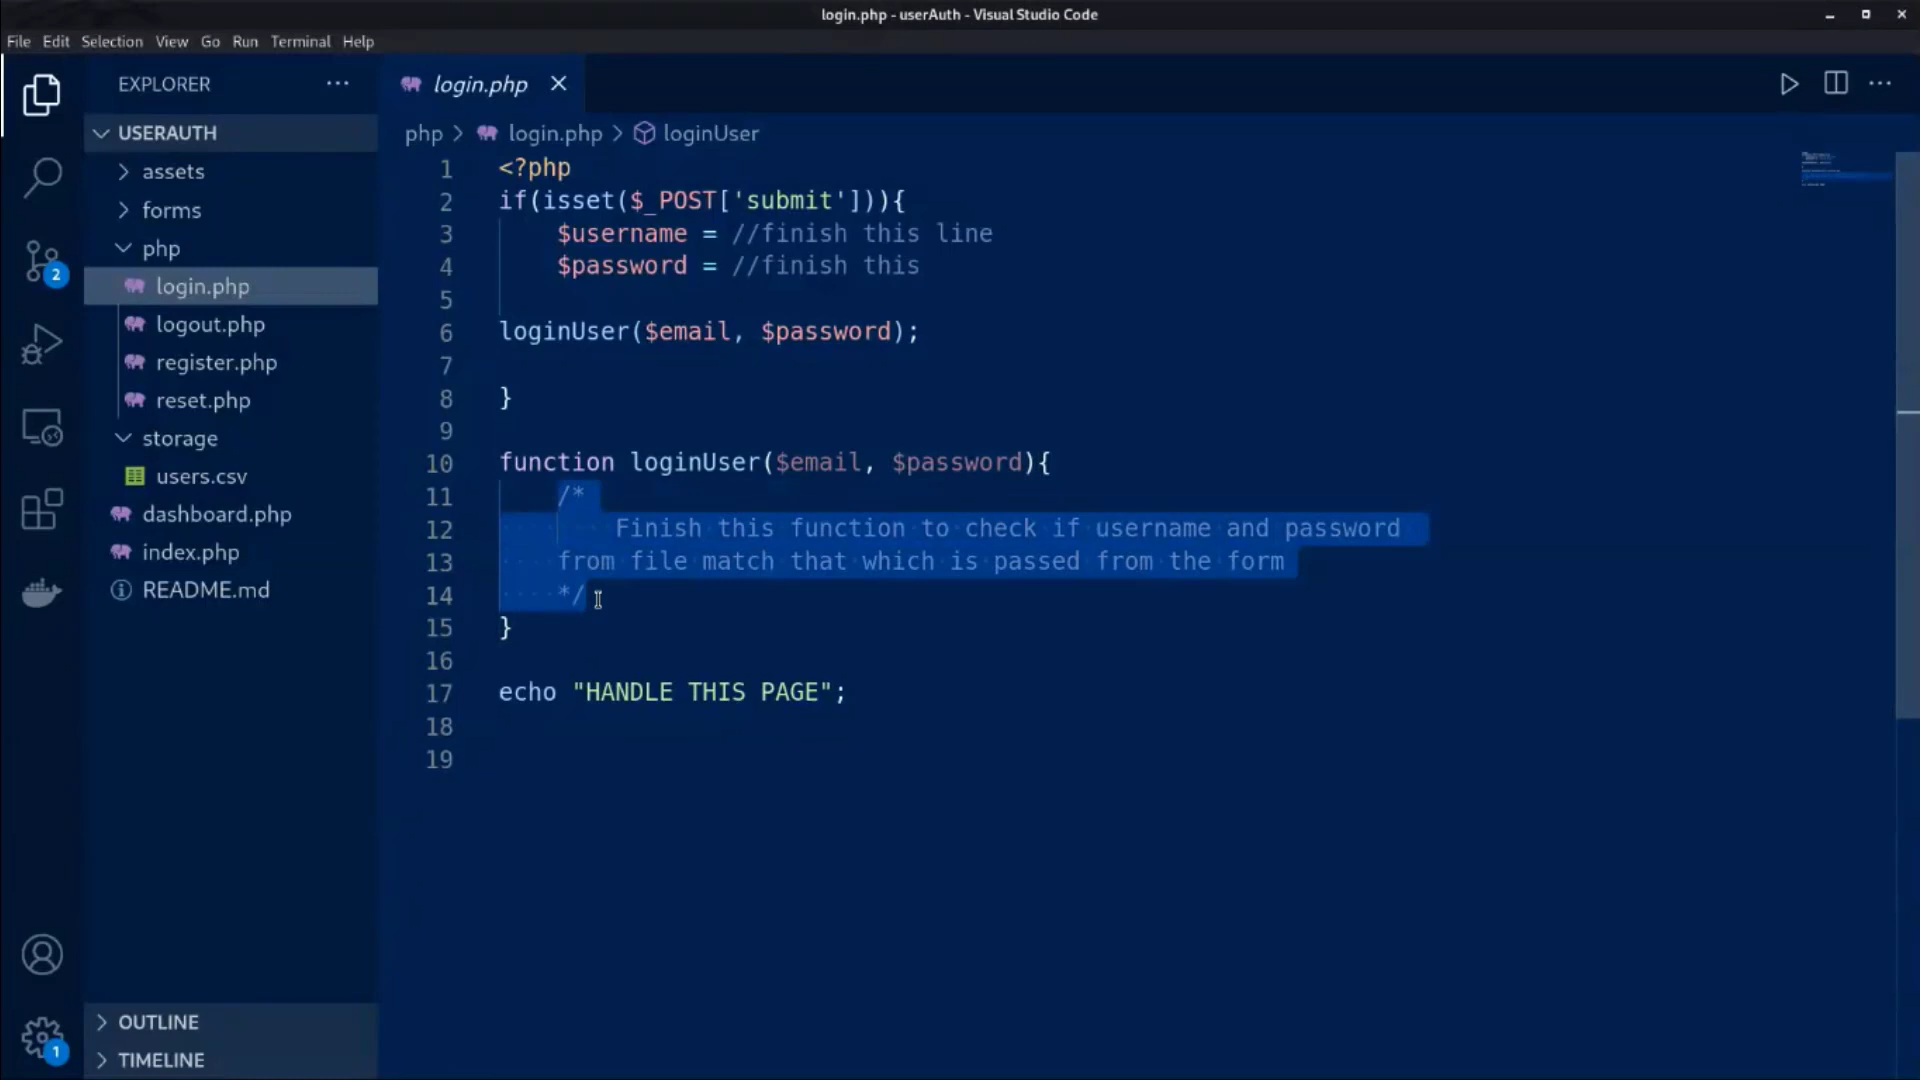 login.php - userAuth - Visual Studio Code
File Edit Selection View Go Run Terminal Help
EXPLORER
USERAUTH
assets
forms
php
login.php
logout.php
register.php
reset.php
storage
users.csv
dashboard.php
index.php
README.md
OUTLINE
TIMELINE
2
1
login.php
php > login.php > loginUser
1 <?php
2 if(isset($_POST['submit'])){
3 $username = //finish this line
4 $password = //finish this
5
6 loginUser($email, $password);
7
8 }
9
10 function loginUser($email, $password){
11 /*
12 Finish this function to check if username and password
13 from file match that which is passed from the form
14 */
15 }
16
17 echo "HANDLE THIS PAGE";
18
19